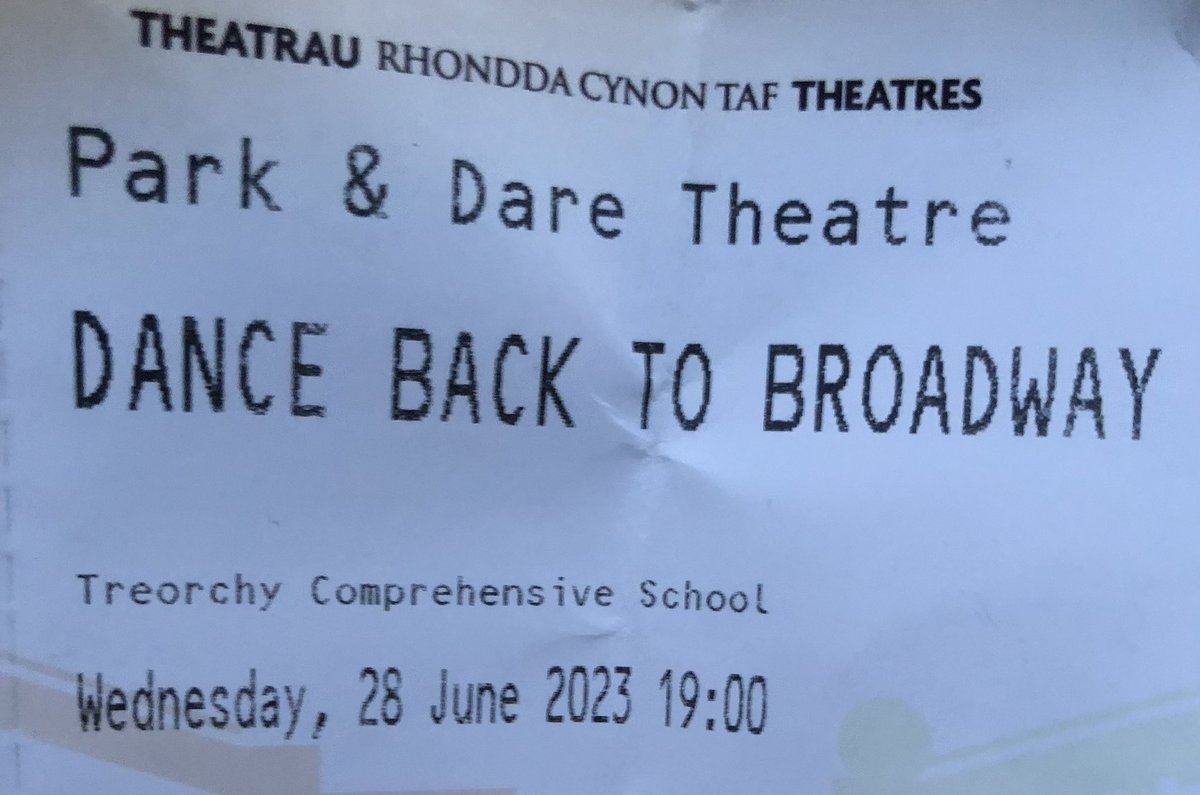 THEATRAU RHONDDA CYNON TAF THEATRES
Park & Dare Theatre
DANCE BACK TO BROADWAY
Treorchy Comprehensive School
Wednesday, 28 June 2023 19:00